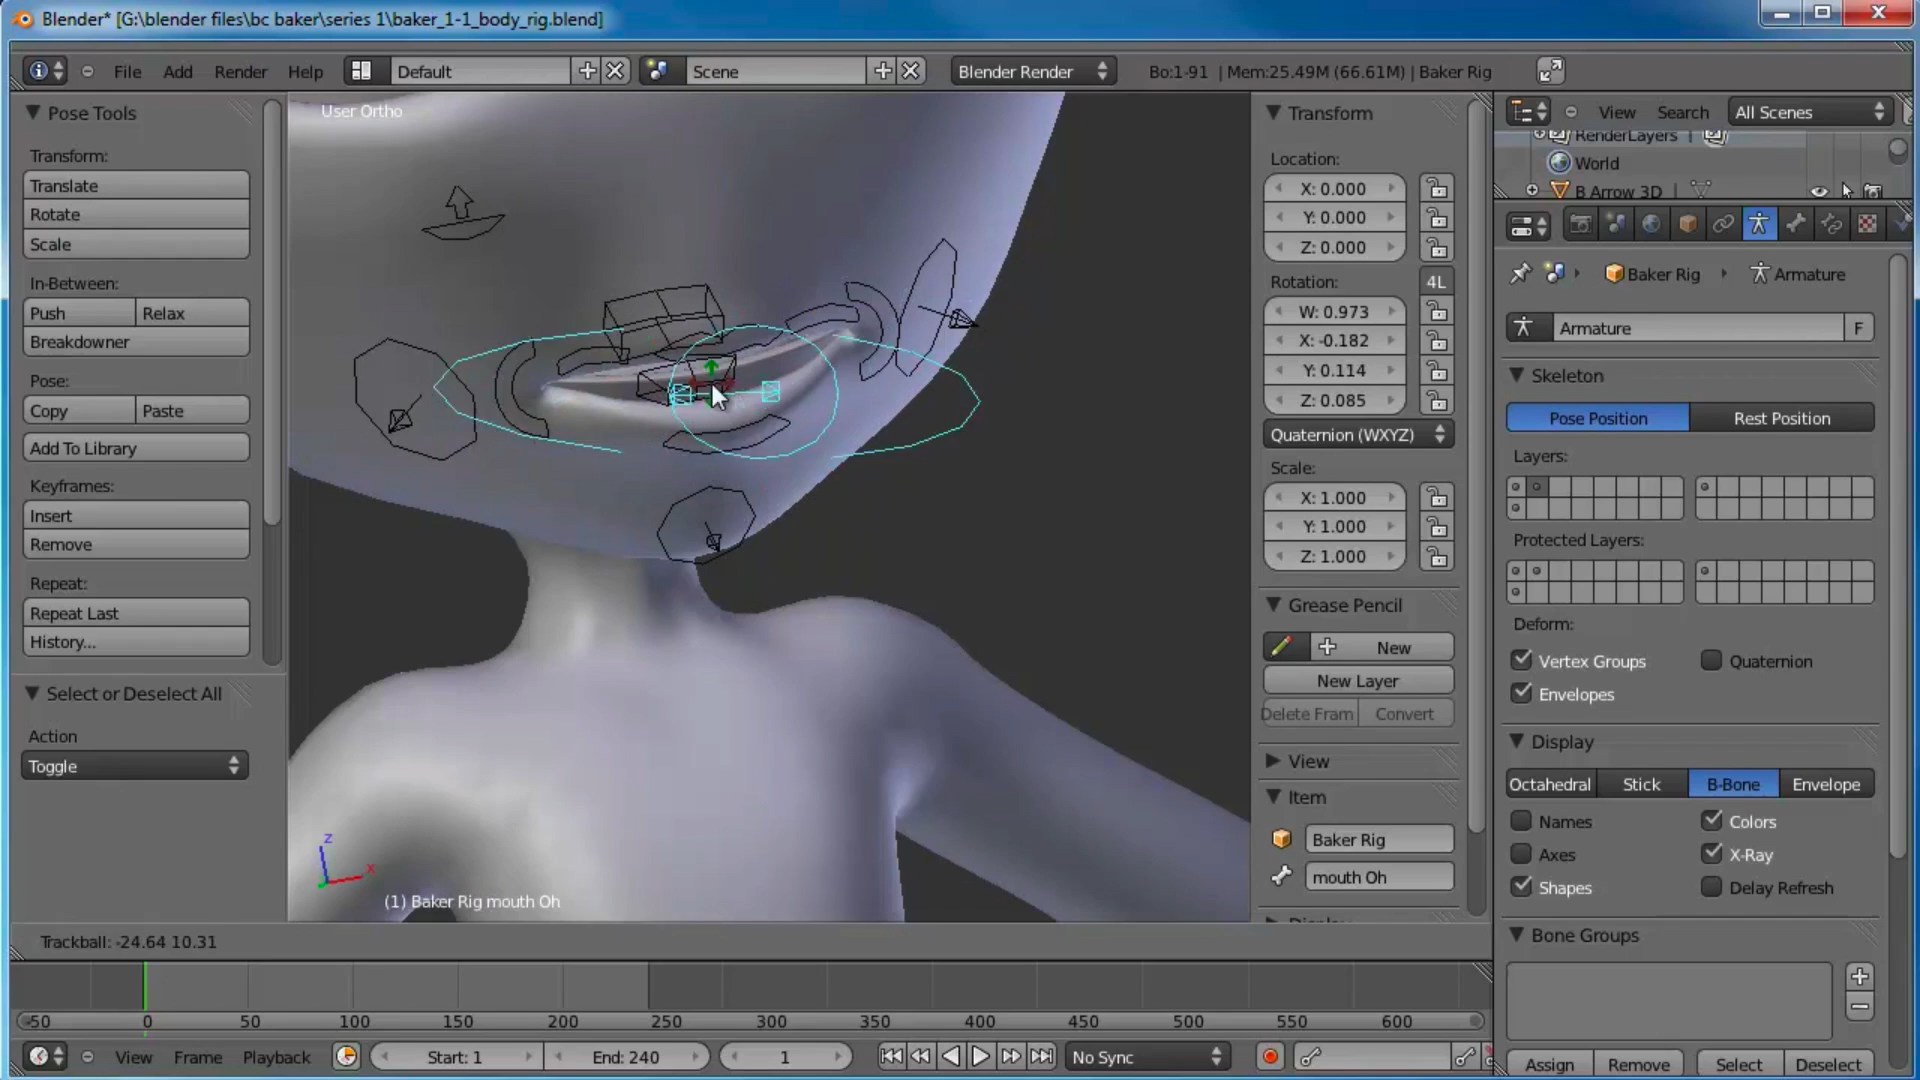 Blender* [G:\blender files\bc baker\series 1\baker_1-1_body_rig.blend]
File Add Render Help Default Scene Blender Render Bo:1-91 | Mem:25.49M (66.61M) | Baker Rig
Pose Tools
Transform:
Translate
Rotate
Scale
In-Between:
Push Relax
Breakdowner
Pose:
Copy Paste
Add To Library
Keyframes:
Insert
Remove
Repeat:
Repeat Last
History...
Select or Deselect All
Action
Toggle
User Ortho
z
x
(1) Baker Rig mouth Oh
Trackball: -24.64 10.31
Transform
Location:
X: 0.000
Y: 0.000
Z: 0.000
Rotation: 4L
W: 0.973
X: -0.182
Y: 0.114
Z: 0.085
Quaternion (WXYZ)
Scale:
X: 1.000
Y: 1.000
Z: 1.000
Grease Pencil
New
New Layer
Delete Fram Convert
View
Item
Baker Rig
mouth Oh
View Search All Scenes
RenderLayers |
World
B Arrow 3D |
Baker Rig Armature
Armature F
Skeleton
Pose Position Rest Position
Layers:
Protected Layers:
Deform:
Vertex Groups Quaternion
Envelopes
Display
Octahedral Stick B-Bone Envelope
Names Colors
Axes X-Ray
Shapes Delay Refresh
Bone Groups
Assign Remove Select Deselect
-50 0 50 100 150 200 250 300 350 400 450 500 550 600
View Frame Playback Start: 1 End: 240 1 No Sync